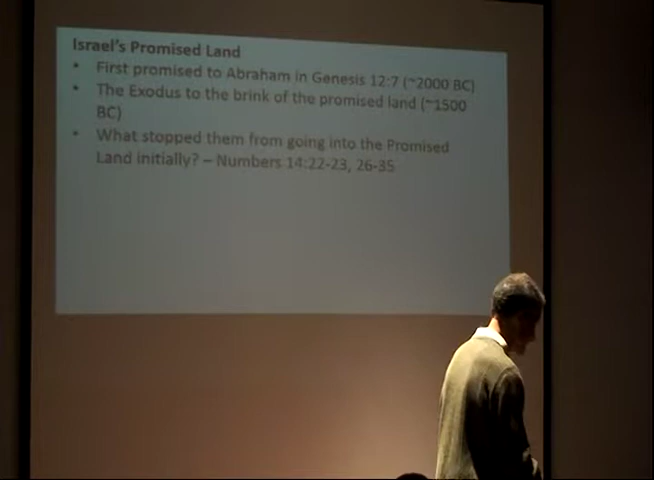 Israel's Promised Land
• First promised to Abraham in Genesis 12:7 (~2000 BC)
• The Exodus to the brink of the promised land (~1500
BC)
• What stopped them from going into the Promised
Land initially? – Numbers 14:22-23, 26-35